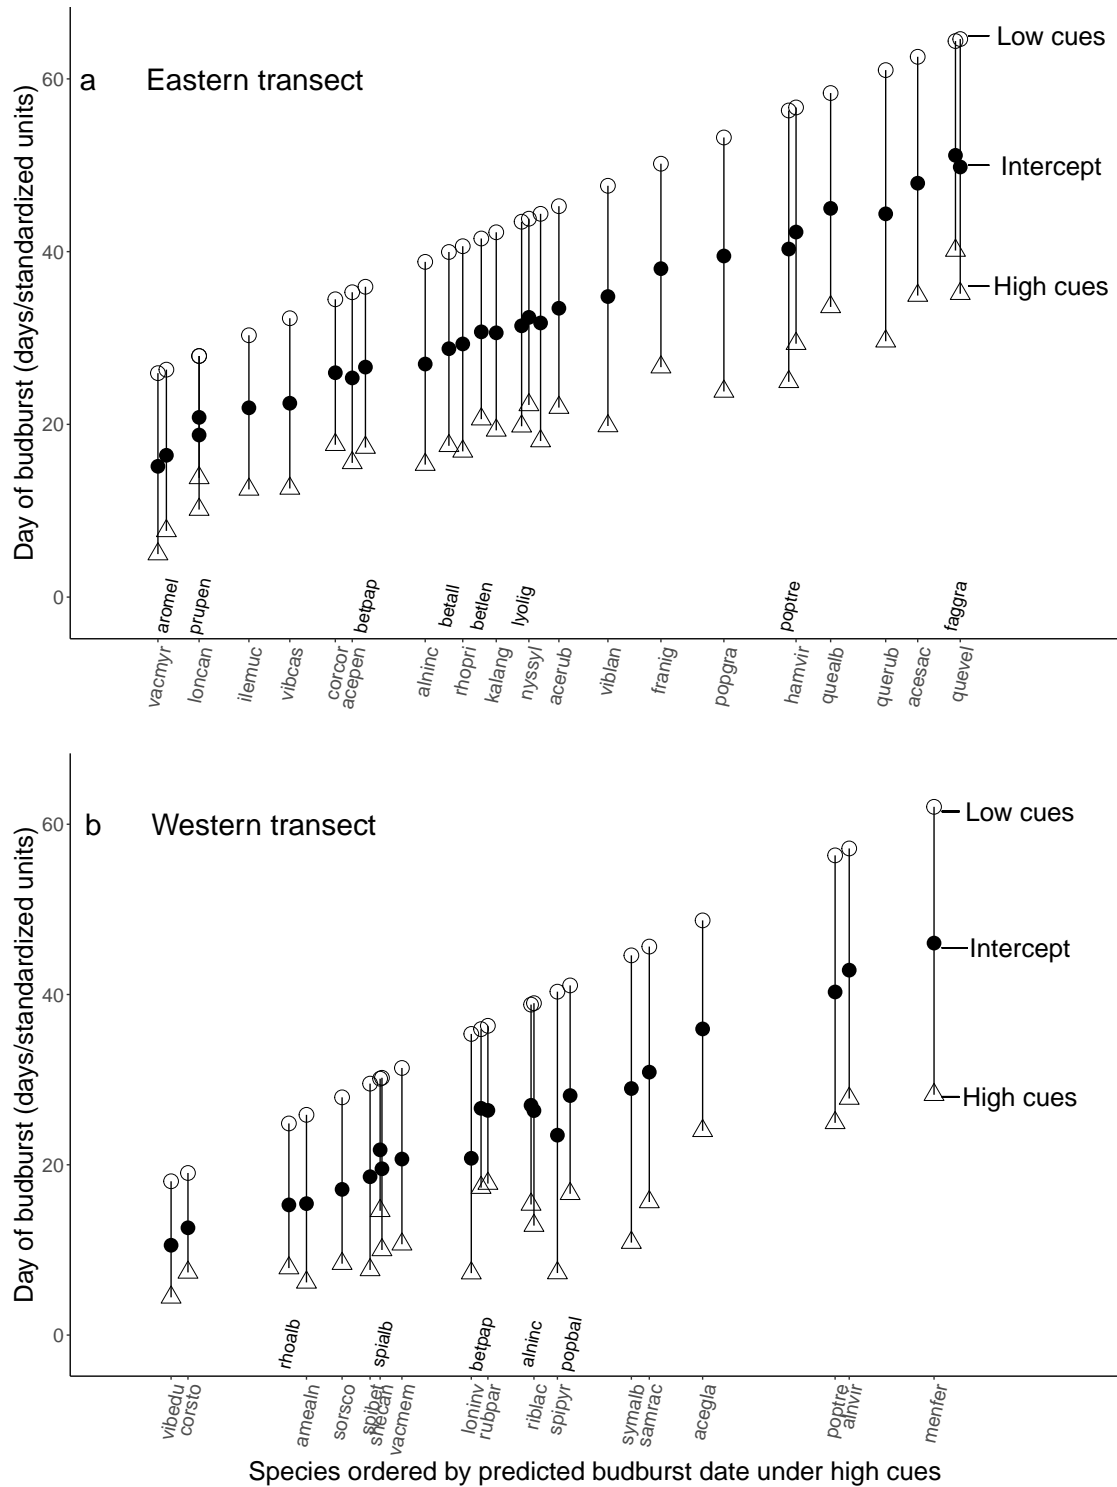 a Eastern transect
Low cues
Intercept
High cues
Day of budburst (days/standardized units)
60
40
20
0
aromel prupen betpap betall betlen lyolig poptre faggra
vacmyr loncan ilemuc vibcas corcor acepen alninc rhopri kalang nyssyl acerub viblan franig popgra hamvir quealb querub acesac quevel
b Western transect
Low cues
Intercept
High cues
Day of budburst (days/standardized units)
60
40
20
0
rhoalb spialb betpap alninc popbal
vibedu corsto amealn sorsco spibet shecan vacmem loninv rubpar riblac spipyr symalb samrac acegla poptre alnvir menfer
Species ordered by predicted budburst date under high cues